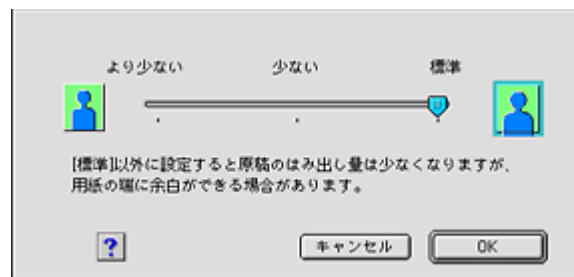 より少ない 少ない 標準
[標準]以外に設定すると原稿のはみ出し量は少なくなりますが、
用紙の端に余白ができる場合があります。
? キャンセル OK